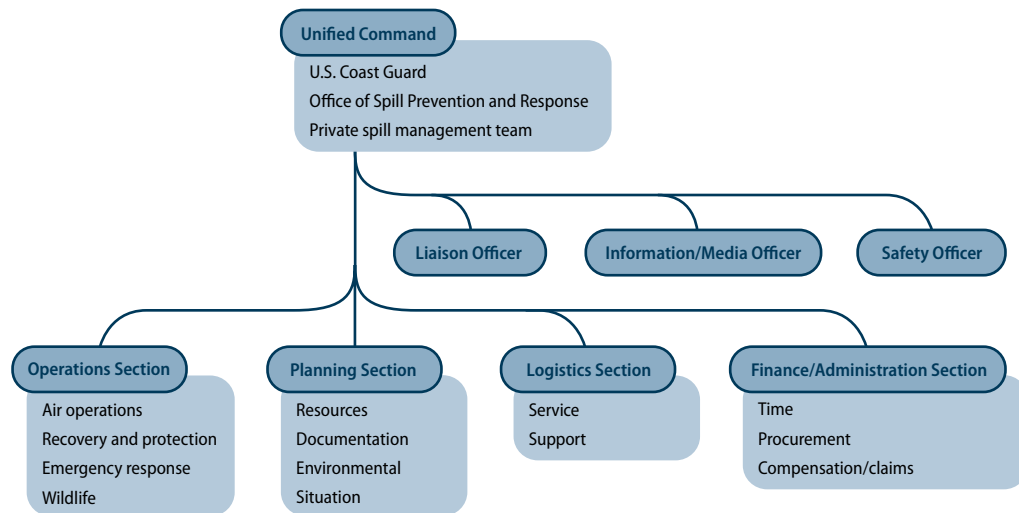 Unified Command
U.S. Coast Guard
Office of Spill Prevention and Response
Private spill management team
Liaison Officer
Information/Media Officer
Safety Officer
Operations Section
Air operations
Recovery and protection
Emergency response
Wildlife
Planning Section
Resources
Documentation
Environmental
Situation
Logistics Section
Service
Support
Finance/Administration Section
Time
Procurement
Compensation/claims